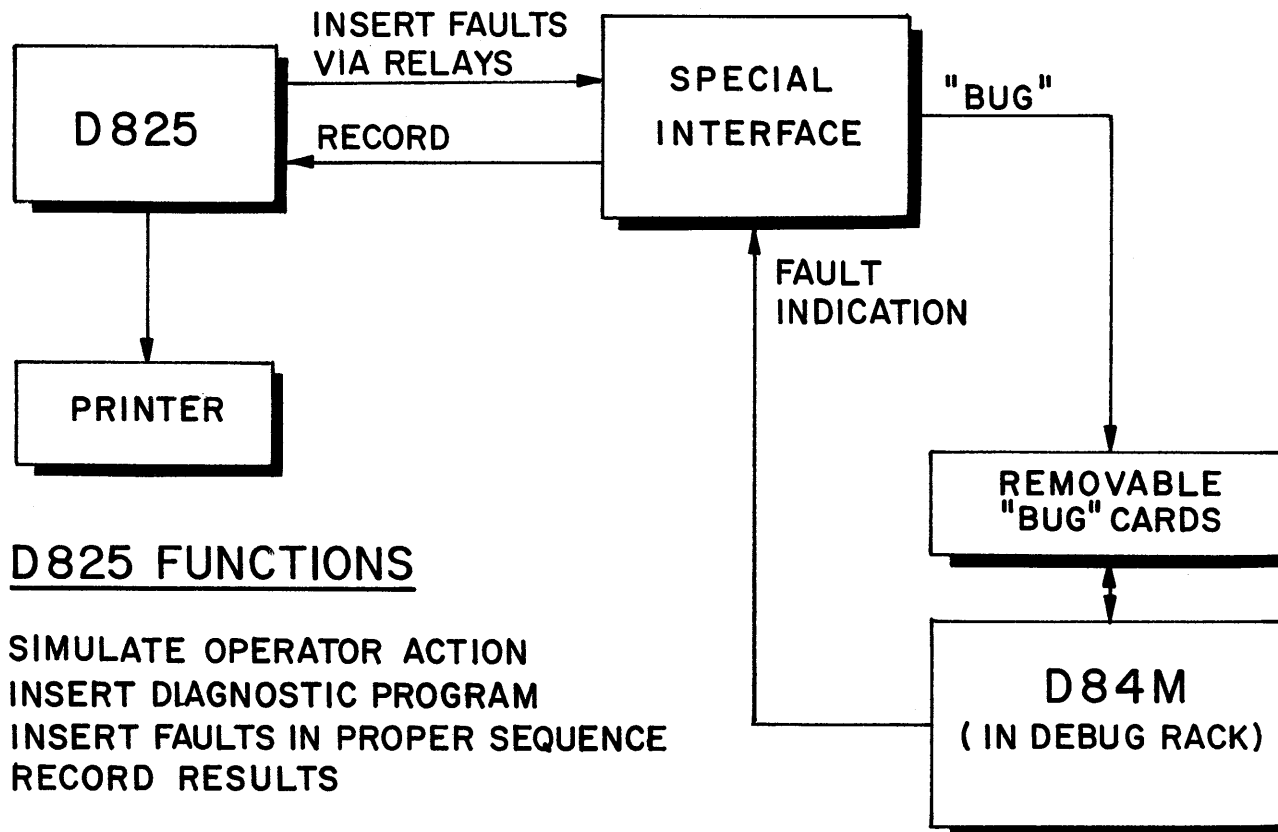 INSERT FAULTS
VIA RELAYS
D825
RECORD
SPECIAL
INTERFACE
"BUG"
FAULT
INDICATION
PRINTER
REMOVABLE
"BUG" CARDS
D84M
(IN DEBUG RACK)
D825 FUNCTIONS
SIMULATE OPERATOR ACTION
INSERT DIAGNOSTIC PROGRAM
INSERT FAULTS IN PROPER SEQUENCE
RECORD RESULTS